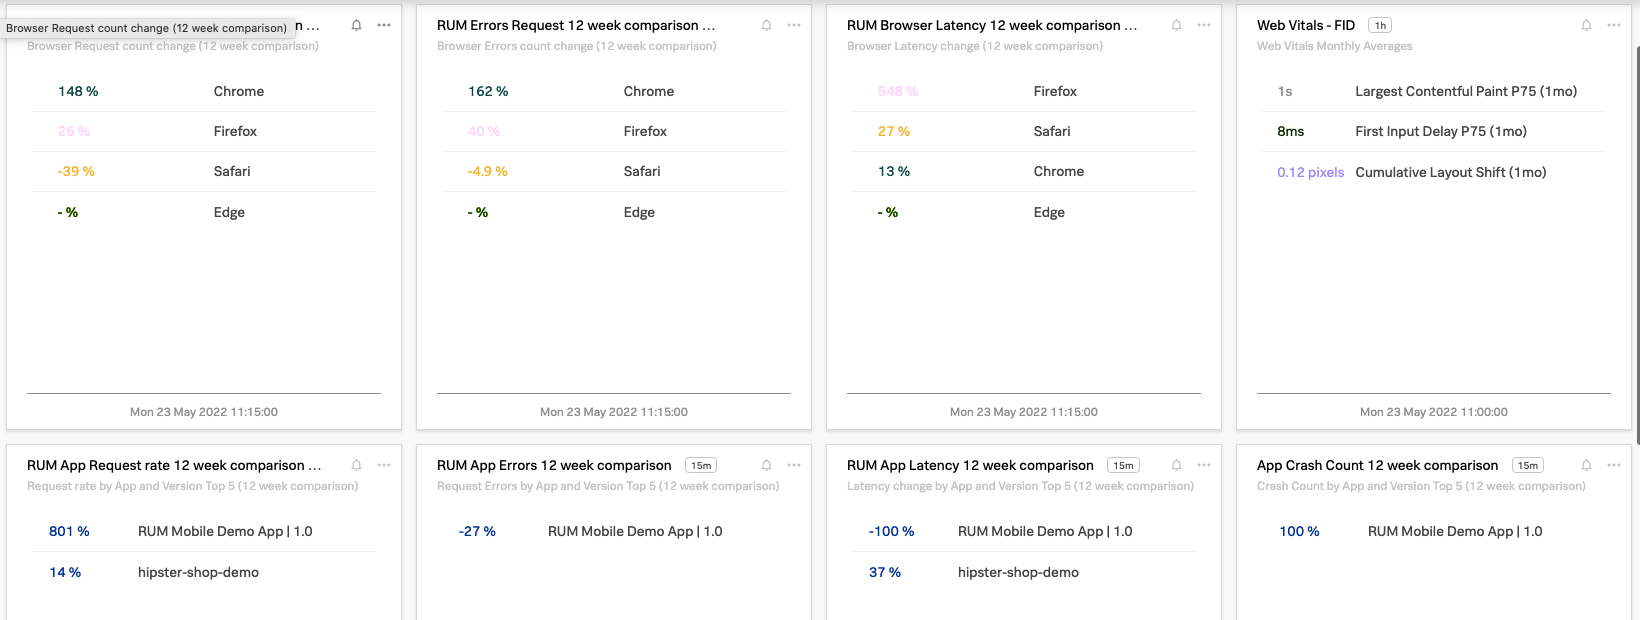 Browser Request count change (12 week comparison)
n ...
Browser Request count change (12 week comparison)
148 % Chrome
26 % Firefox
-39 % Safari
- % Edge
Mon 23 May 2022 11:15:00
RUM Errors Request 12 week comparison ...
Browser Errors count change (12 week comparison)
162 % Chrome
40 % Firefox
-4.9 % Safari
- % Edge
Mon 23 May 2022 11:15:00
RUM Browser Latency 12 week comparison ...
Browser Latency change (12 week comparison)
548 % Firefox
27 % Safari
13 % Chrome
- % Edge
Mon 23 May 2022 11:15:00
Web Vitals - FID 1h
Web Vitals Monthly Averages
1s Largest Contentful Paint P75 (1mo)
8ms First Input Delay P75 (1mo)
0.12 pixels Cumulative Layout Shift (1mo)
Mon 23 May 2022 11:00:00
RUM App Request rate 12 week comparison ...
Request rate by App and Version Top 5 (12 week comparison)
801 % RUM Mobile Demo App | 1.0
14 % hipster-shop-demo
RUM App Errors 12 week comparison 15m
Request Errors by App and Version Top 5 (12 week comparison)
-27 % RUM Mobile Demo App | 1.0
RUM App Latency 12 week comparison 15m
Latency change by App and Version Top 5 (12 week comparison)
-100 % RUM Mobile Demo App | 1.0
37 % hipster-shop-demo
App Crash Count 12 week comparison 15m
Crash Count by App and Version Top 5 (12 week comparison)
100 % RUM Mobile Demo App | 1.0